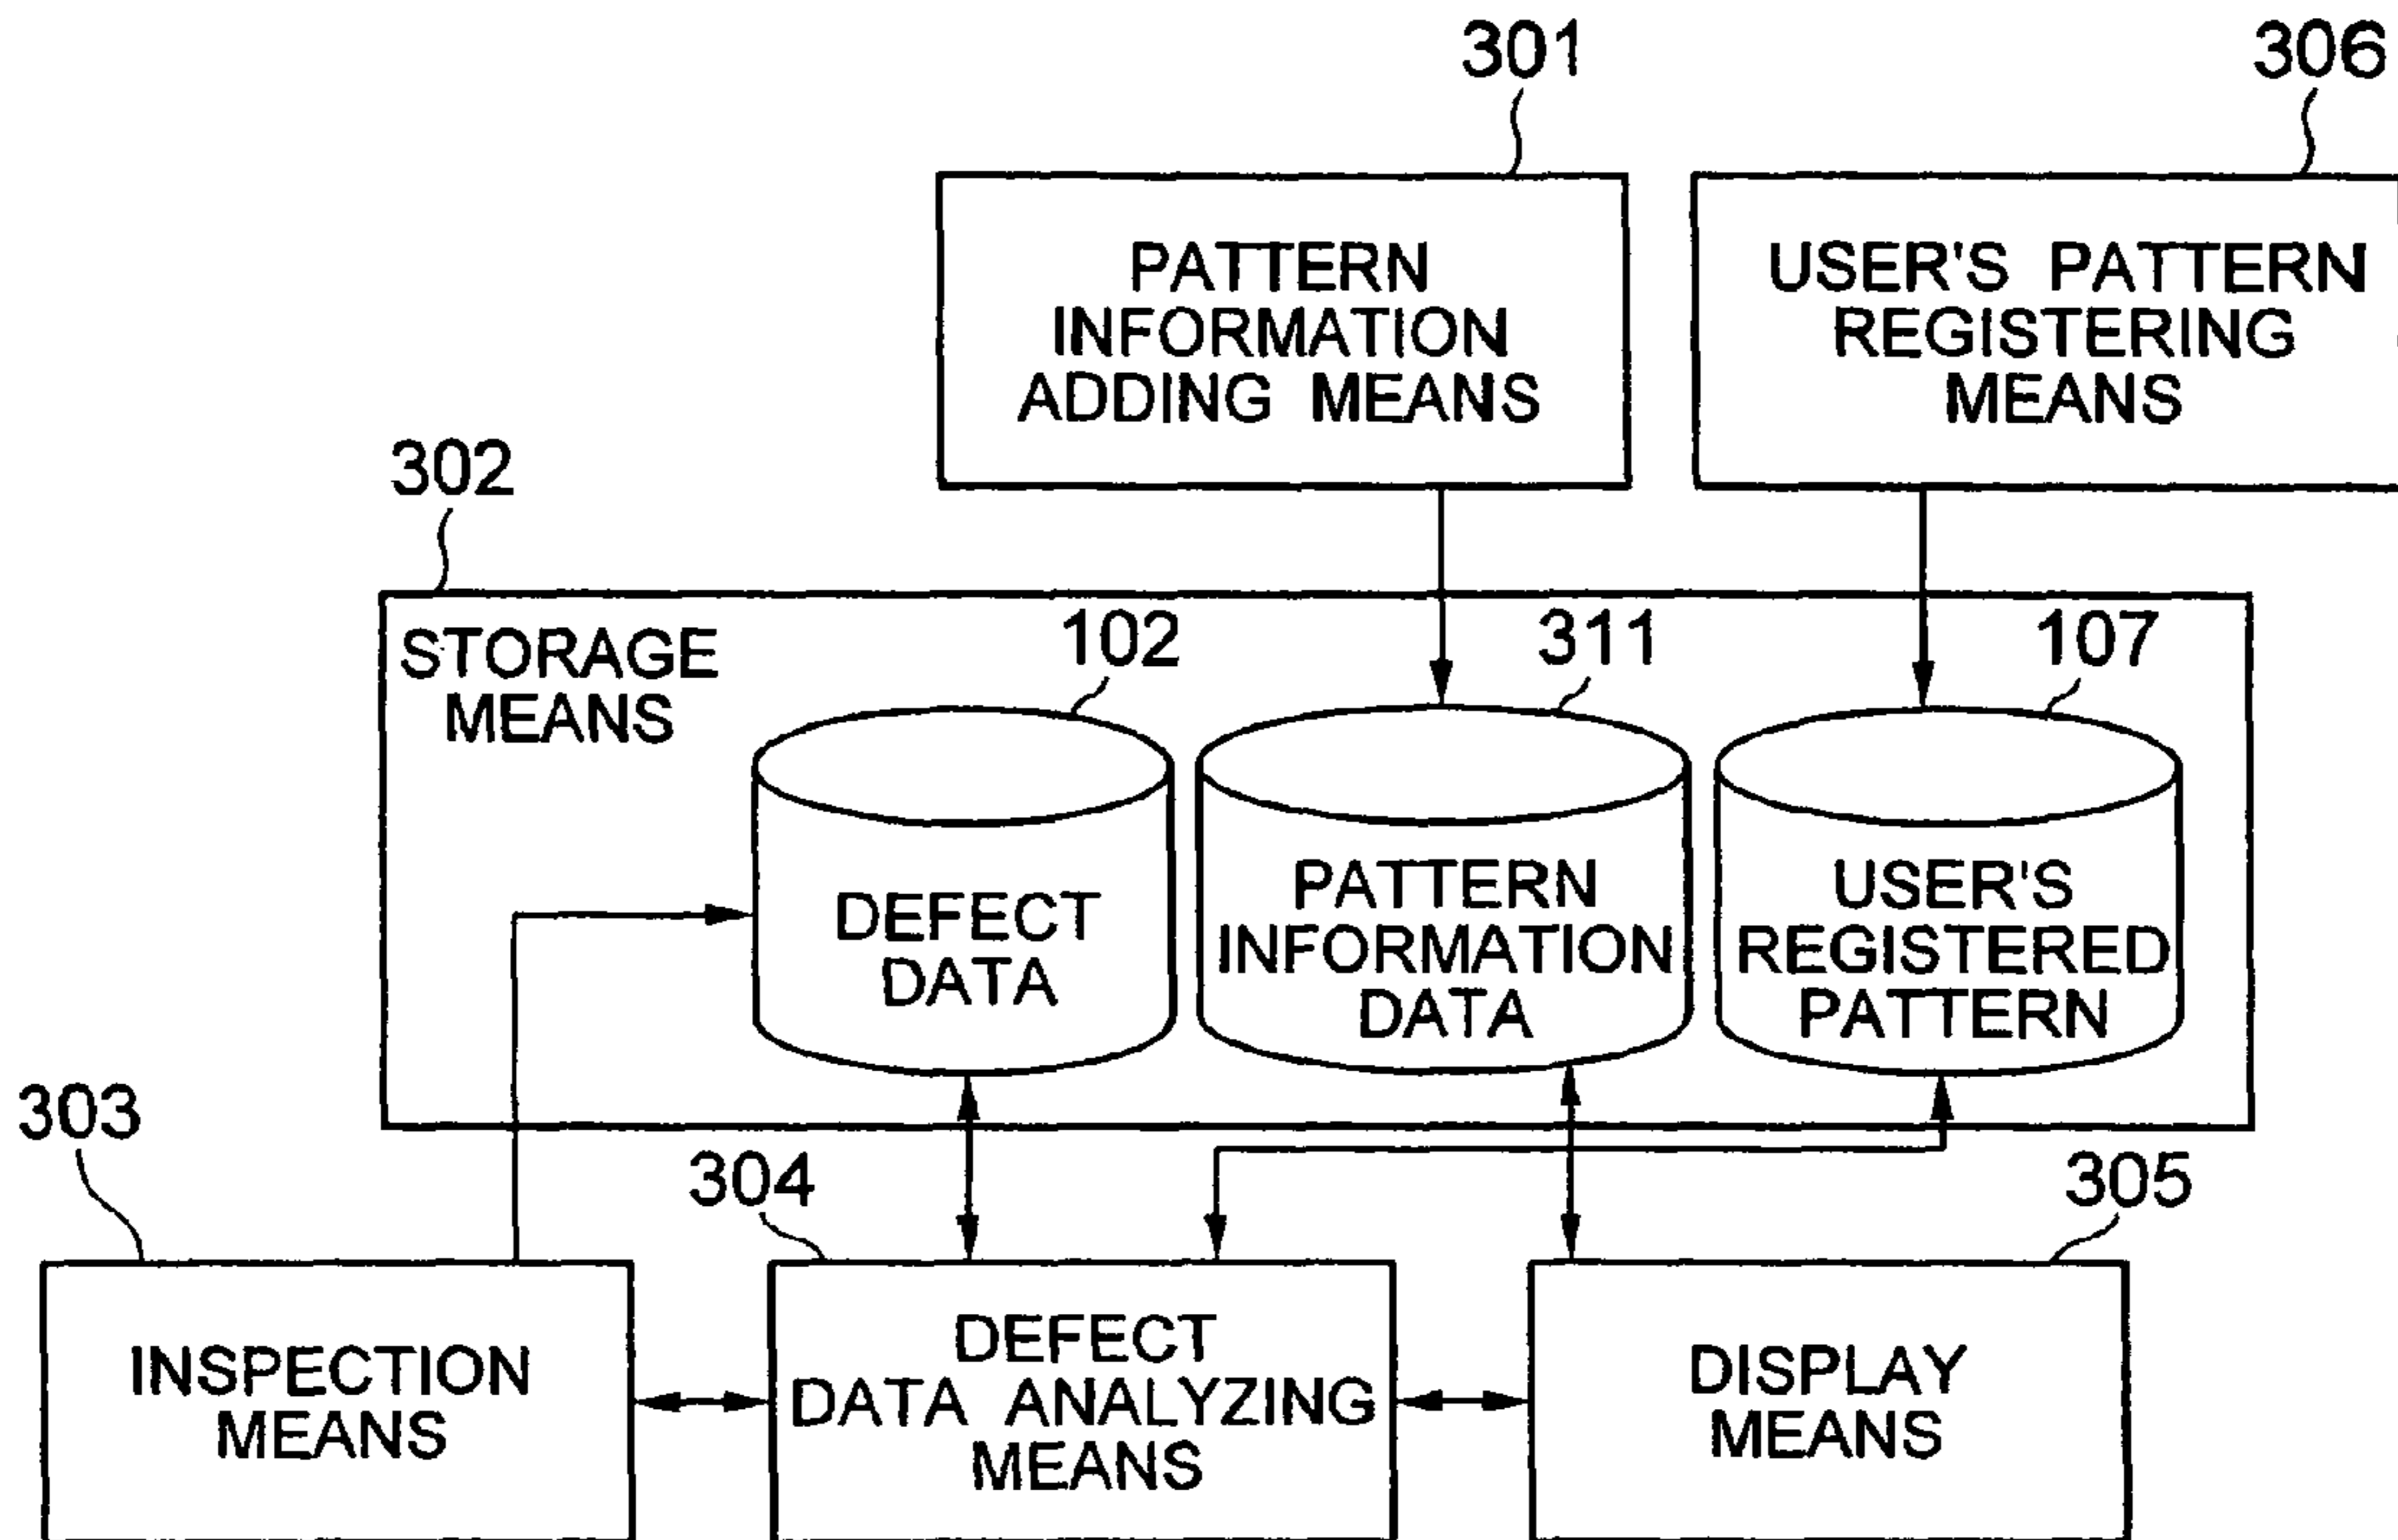 301
306
PATTERN
INFORMATION
ADDING MEANS
USER'S PATTERN
REGISTERING
MEANS
302
STORAGE
MEANS
102
311
107
DEFECT
DATA
PATTERN
INFORMATION
DATA
USER'S
REGISTERED
PATTERN
303
304
305
INSPECTION
MEANS
DEFECT
DATA ANALYZING
MEANS
DISPLAY
MEANS